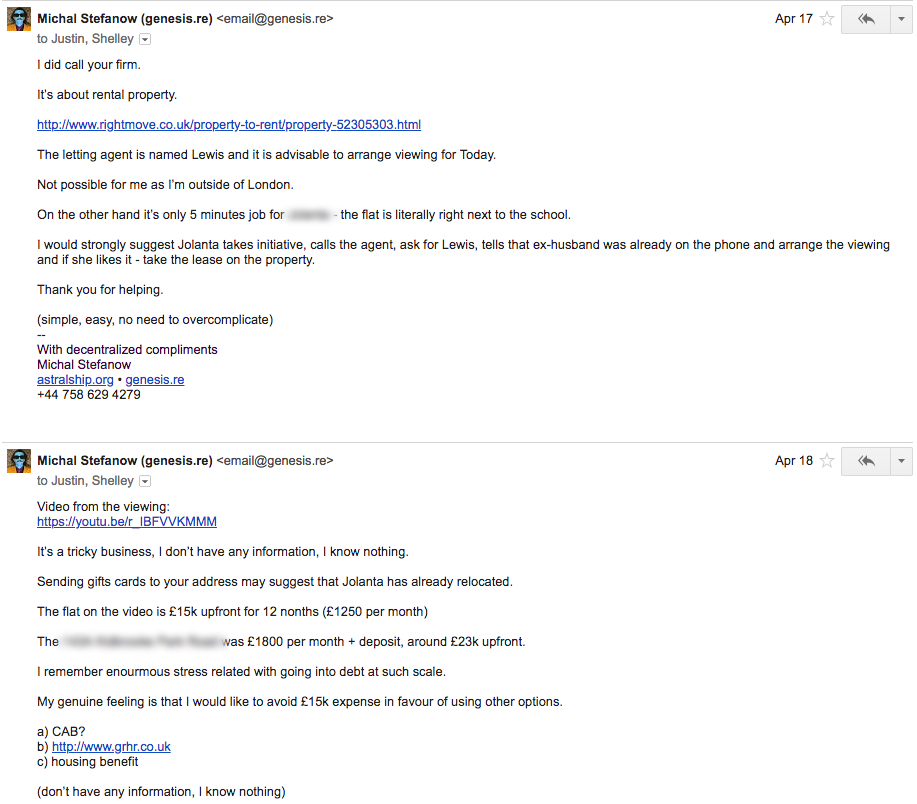 Michal Stefanow (genesis.re) <email@genesis.re>
Apr 17
to Justin, Shelley
I did call your firm.
It's about rental property.
http://www.rightmove.co.uk/property-to-rent/property-52305303.html
The letting agent is named Lewis and it is advisable to arrange viewing for Today.
Not possible for me as I'm outside of London.
On the other hand it's only 5 minutes job for - the flat is literally right next to the school.
I would strongly suggest Jolanta takes initiative, calls the agent, ask for Lewis, tells that ex-husband was already on the phone and arrange the viewing
and if she likes it - take the lease on the property.
Thank you for helping.
(simple, easy, no need to overcomplicate)
--
With decentralized compliments
Michal Stefanow
astralship.org • genesis.re
+44 758 629 4279
Michal Stefanow (genesis.re) <email@genesis.re>
Apr 18
to Justin, Shelley
Video from the viewing:
https://youtu.be/r_IBFVVKMMM
It's a tricky business, I don't have any information, I know nothing.
Sending gifts cards to your address may suggest that Jolanta has already relocated.
The flat on the video is £15k upfront for 12 nonths (£1250 per month)
The was £1800 per month + deposit, around £23k upfront.
I remember enourmous stress related with going into debt at such scale.
My genuine feeling is that I would like to avoid £15k expense in favour of using other options.
a) CAB?
b) http://www.grhr.co.uk
c) housing benefit
(don't have any information, I know nothing)